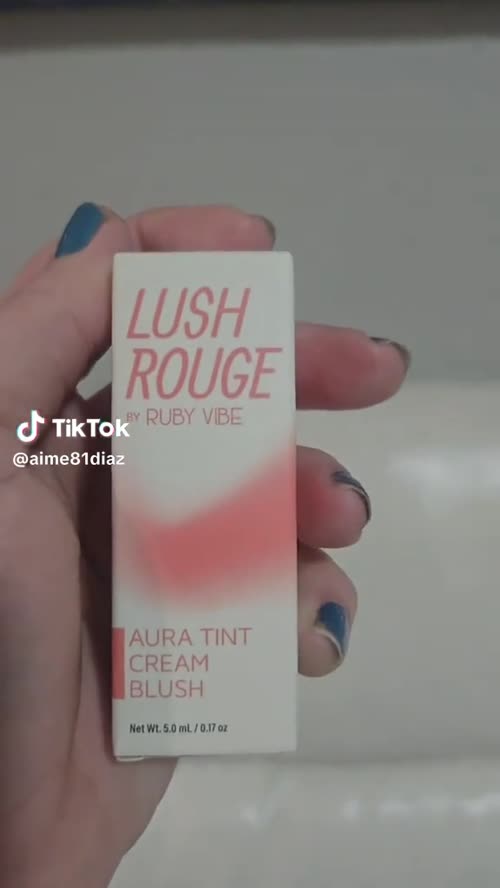 LUSH
ROUGE
BY RUBY VIBE
TikTok
@aime81diaz
AURA TINT
CREAM
BLUSH
Net Wt. 5.0 mL / 0.17 oz